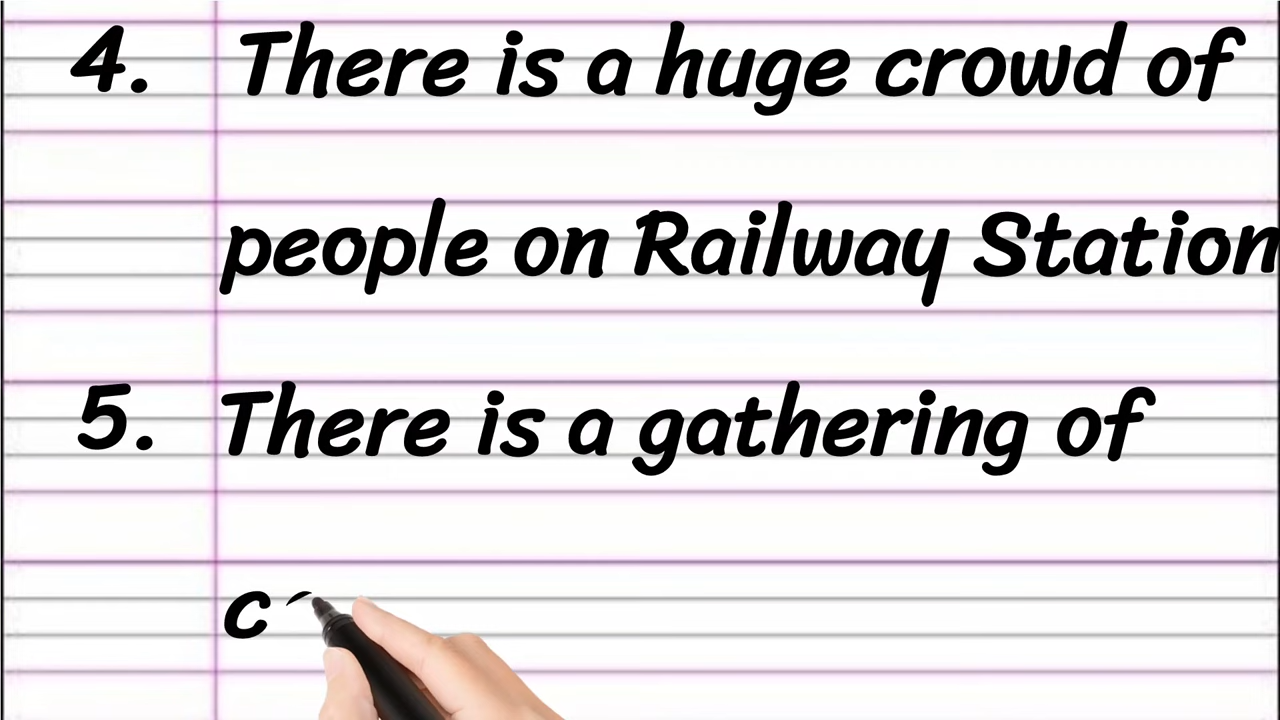 4. There is a huge crowd of
people on Railway Station
5. There is a gathering of
c